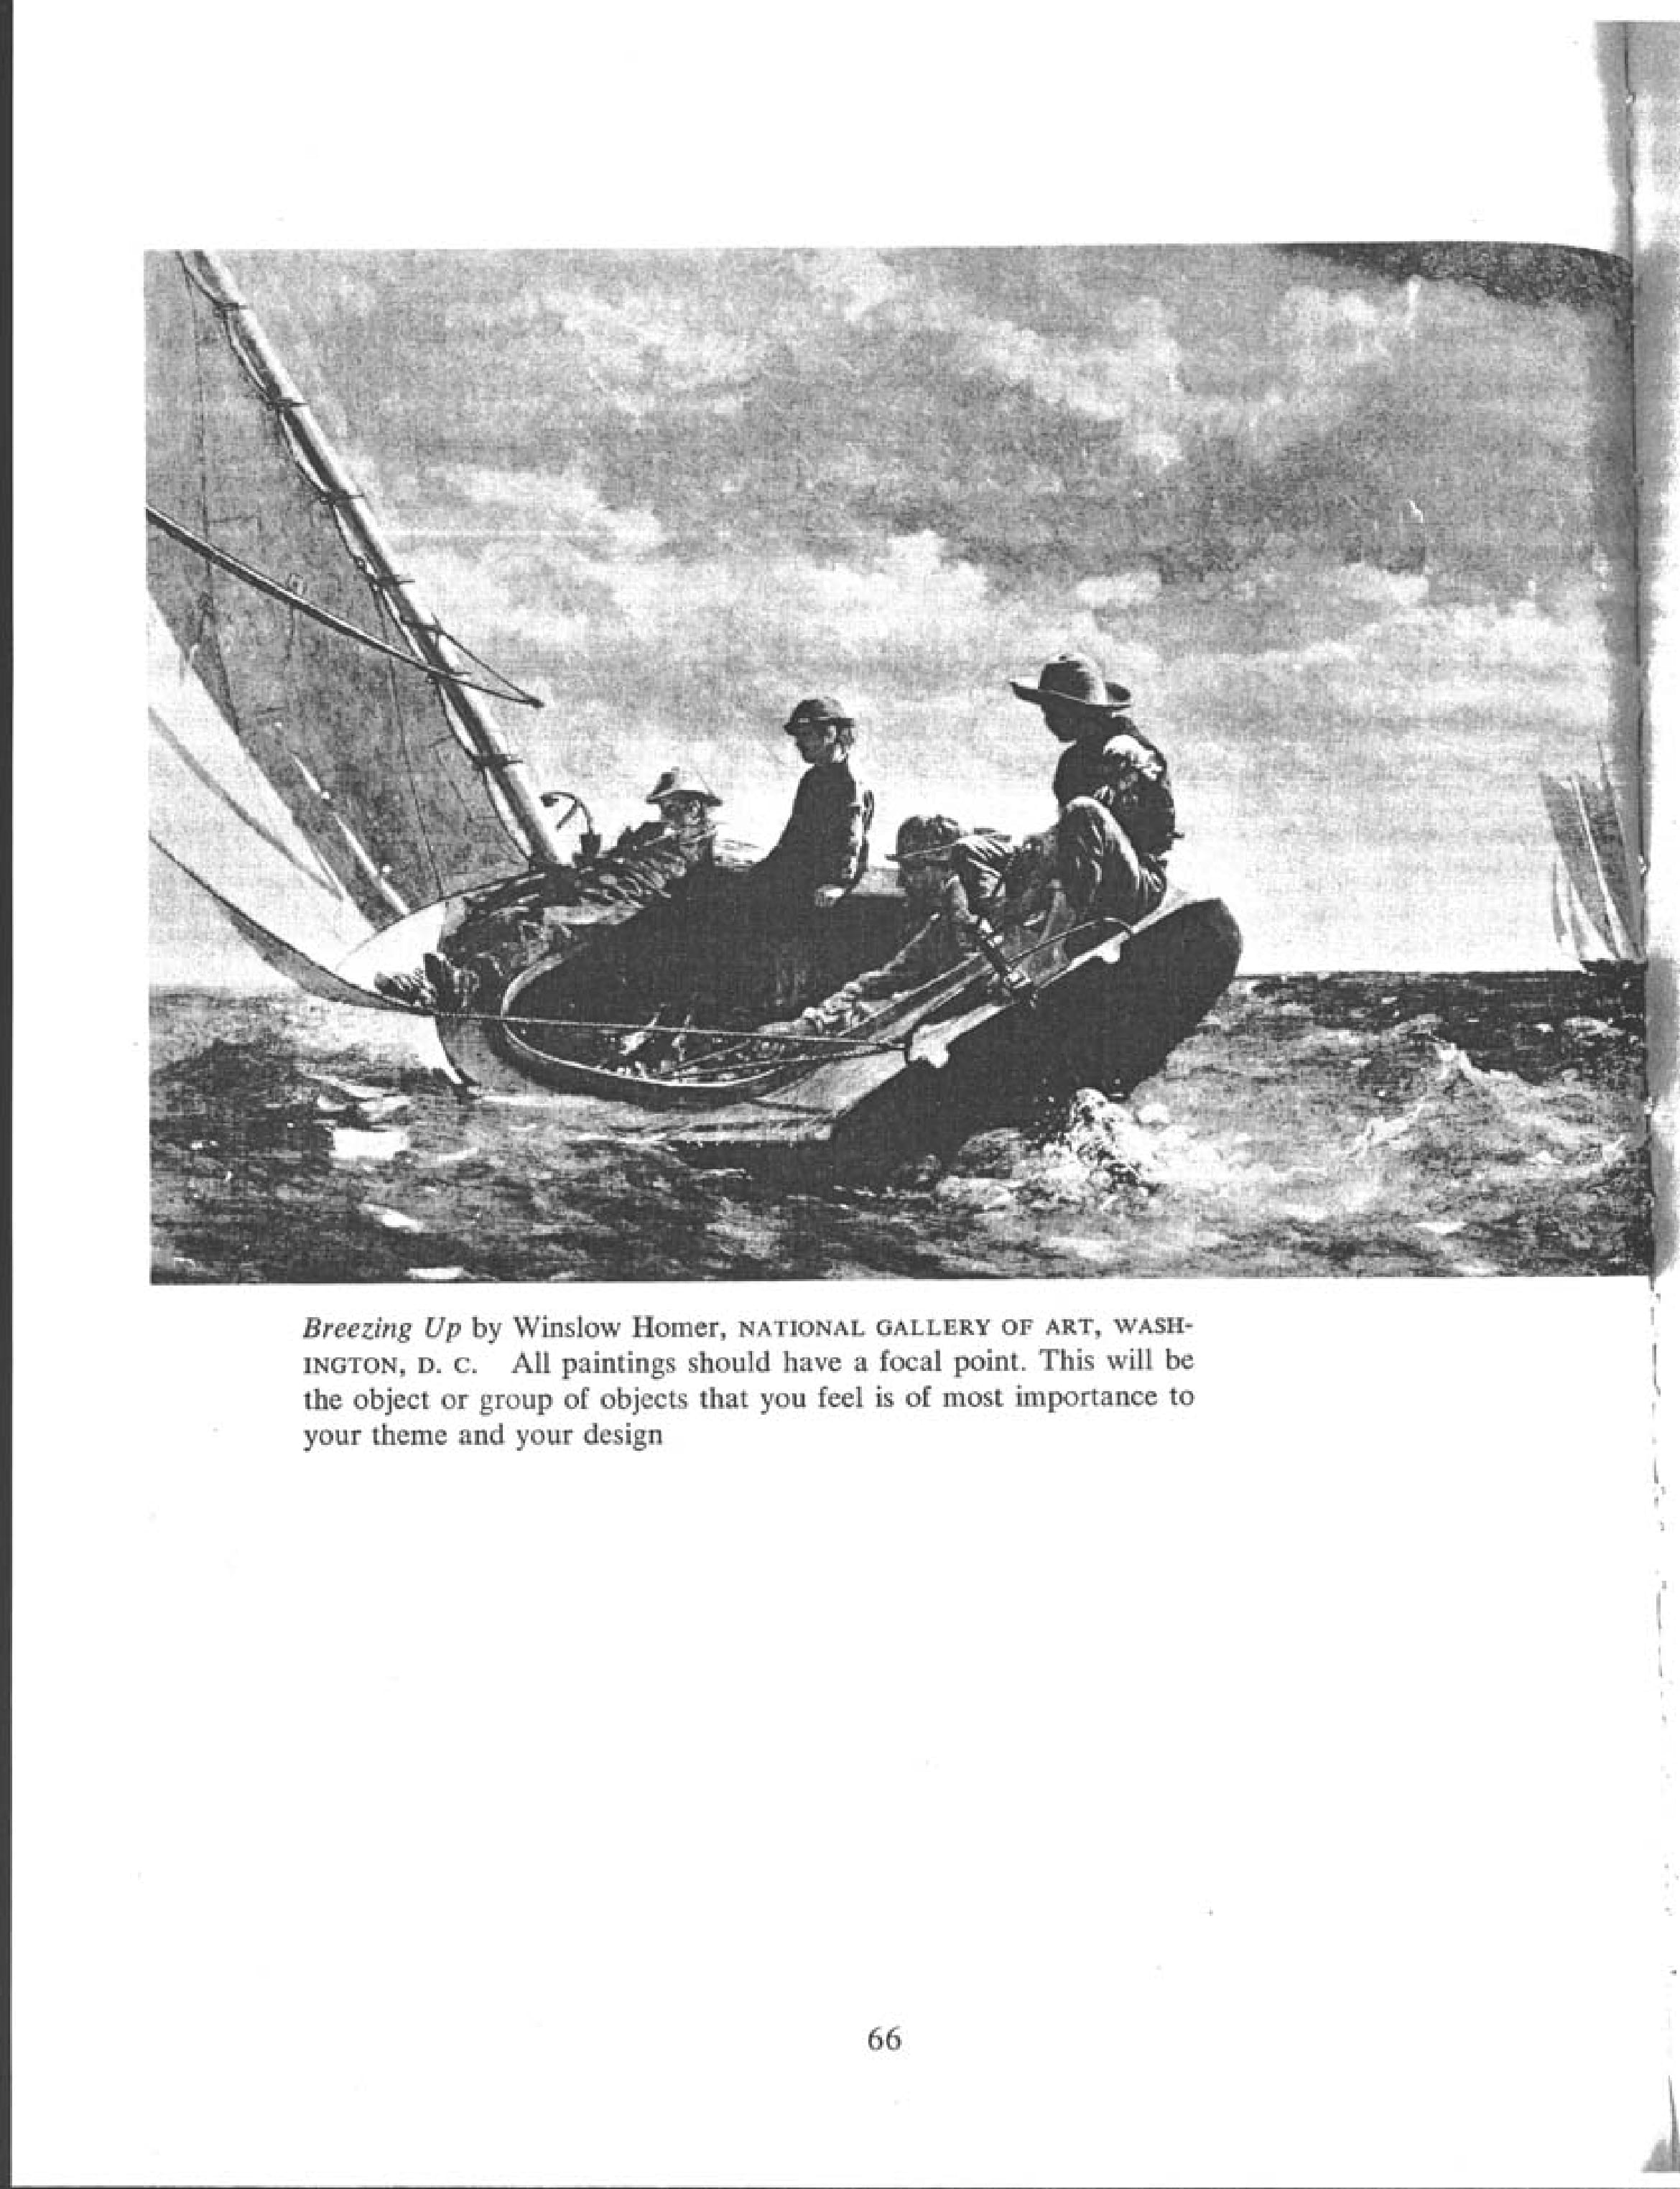 Breezing Up by Winslow Homer, NATIONAL GALLERY OF ART, WASH-
INGTON, D. C. All paintings should have a focal point. This will be
the object or group of objects that you feel is of most importance to
your theme and your design
66